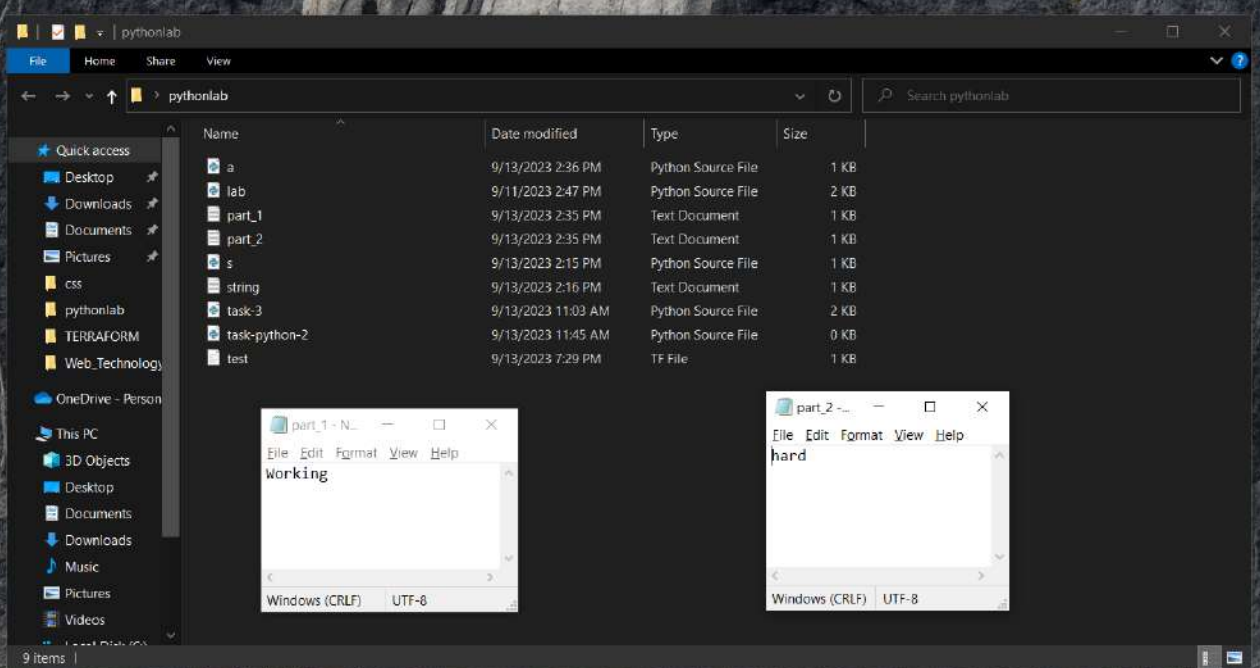 pythonlab
File Home Share View
pythonlab Search pythonlab
Name Date modified Type Size
Quick access
Desktop
Downloads
Documents
Pictures
css
pythonlab
TERRAFORM
Web_Technology
OneDrive - Person
This PC
3D Objects
Desktop
Documents
Downloads
Music
Pictures
Videos
Local Disk (C:)
a 9/13/2023 2:36 PM Python Source File 1 KB
lab 9/11/2023 2:47 PM Python Source File 2 KB
part_1 9/13/2023 2:35 PM Text Document 1 KB
part_2 9/13/2023 2:35 PM Text Document 1 KB
s 9/13/2023 2:15 PM Python Source File 1 KB
string 9/13/2023 2:16 PM Text Document 1 KB
task-3 9/13/2023 11:03 AM Python Source File 2 KB
task-python-2 9/13/2023 11:45 AM Python Source File 0 KB
test 9/13/2023 7:29 PM TF File 1 KB
part_1 - N...
File Edit Format View Help
Working
Windows (CRLF) UTF-8
part_2 -...
File Edit Format View Help
hard
Windows (CRLF) UTF-8
9 items